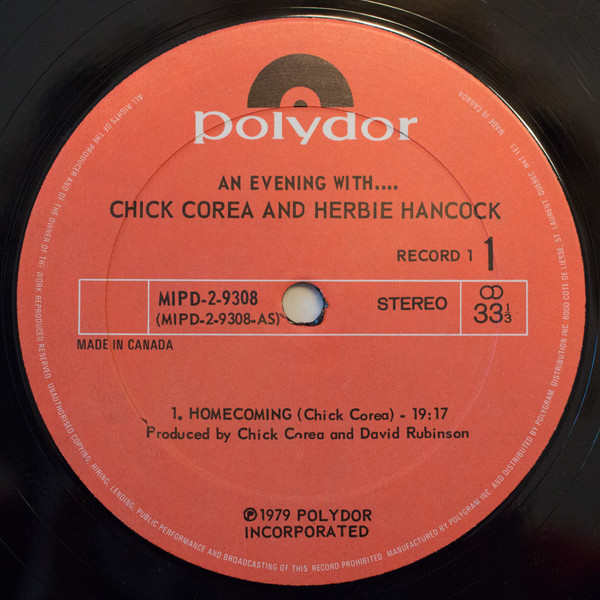 polydor
AN EVENING WITH....
CHICK COREA AND HERBIE HANCOCK
RECORD 1 1
MIPD-2-9308
(MIPD-2-9308-AS)
STEREO
33⅓
MADE IN CANADA
1. HOMECOMING (Chick Corea) - 19:17
Produced by Chick Corea and David Rubinson
℗ 1979 POLYDOR
INCORPORATED
ALL RIGHTS OF THE PRODUCER AND OF THE OWNER OF THE WORK REPRODUCED RESERVED. UNAUTHORISED COPYING, HIRING, LENDING, PUBLIC PERFORMANCE AND BROADCASTING OF THIS RECORD PROHIBITED. MANUFACTURED BY POLYGRAM INC. AND DISTRIBUTED BY POLYGRAM DISTRIBUTION INC. 6000 COTE DE LIESSE, ST LAURENT QUEBEC, H4T 1E3 MADE IN CANADA